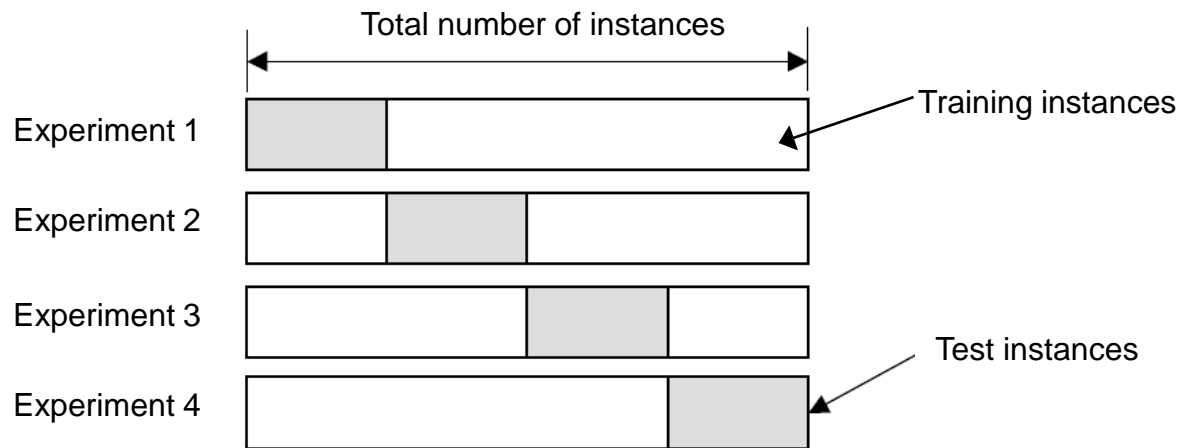 Total number of instances
Training instances
Experiment 1
Experiment 2
Experiment 3
Test instances
Experiment 4